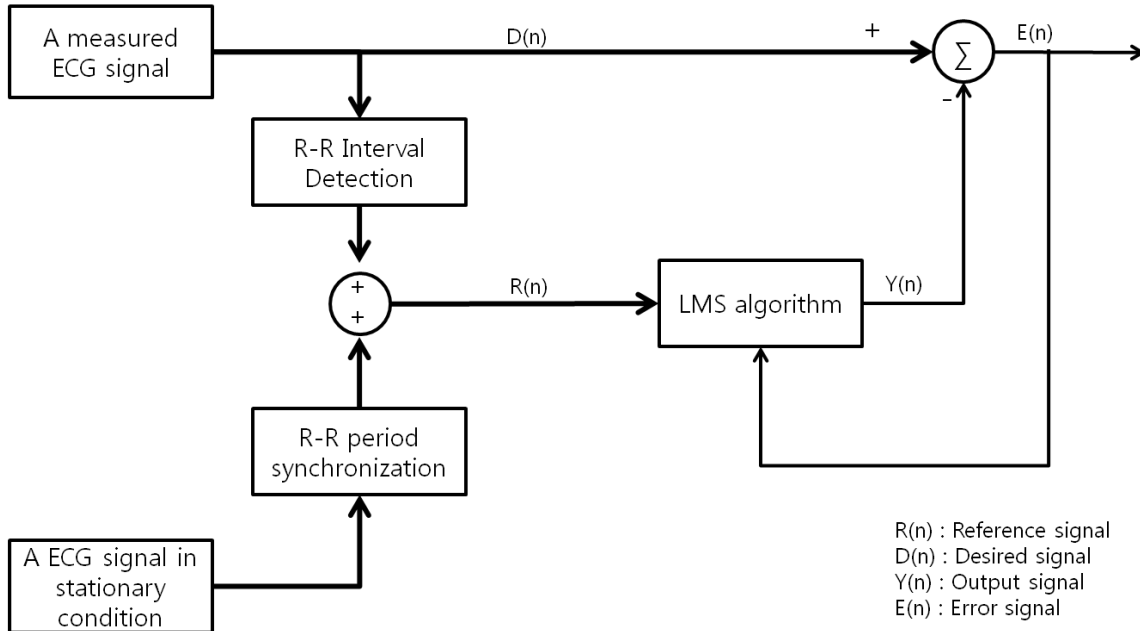 A measured
ECG signal
D(n)
+
∑
E(n)
-
R-R Interval
Detection
+
+
R(n)
LMS algorithm
Y(n)
R-R period
synchronization
A ECG signal in
stationary
condition
R(n) : Reference signal
D(n) : Desired signal
Y(n) : Output signal
E(n) : Error signal